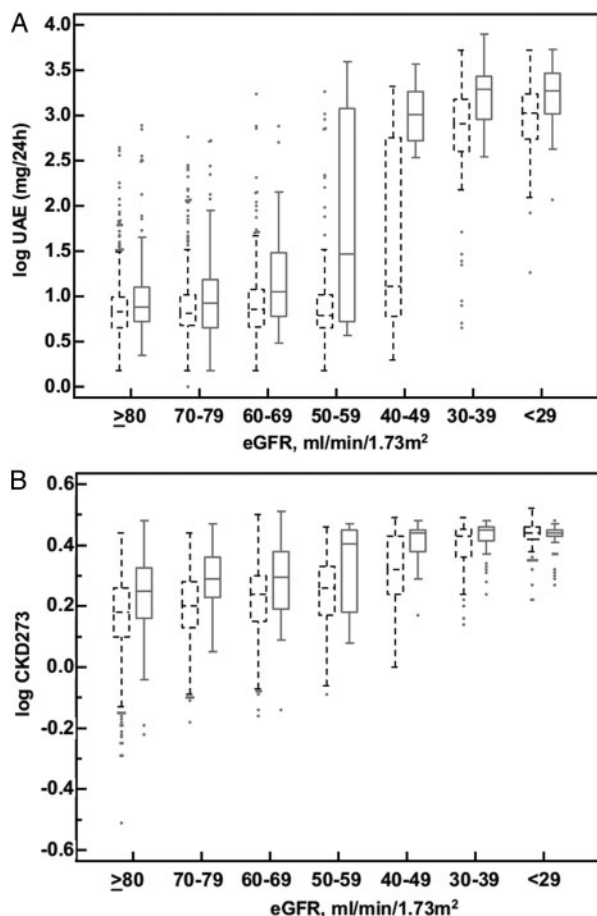 A
4.0
3.5
3.0
2.5
2.0
1.5
1.0
0.5
0.0
log UAE (mg/24h)
≥80 70-79 60-69 50-59 40-49 30-39 <29
eGFR, ml/min/1.73m²
B
0.6
0.4
0.2
0.0
-0.2
-0.4
-0.6
log CKD273
≥80 70-79 60-69 50-59 40-49 30-39 <29
eGFR, ml/min/1.73m²